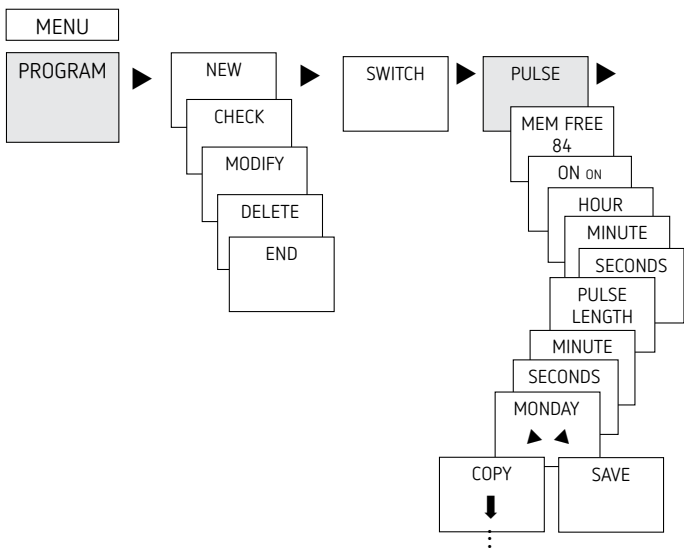 MENU
PROGRAM
NEW
CHECK
MODIFY
DELETE
END
SWITCH
PULSE
MEM FREE
84
ON ON
HOUR
MINUTE
SECONDS
PULSE
LENGTH
MINUTE
SECONDS
MONDAY
COPY
SAVE